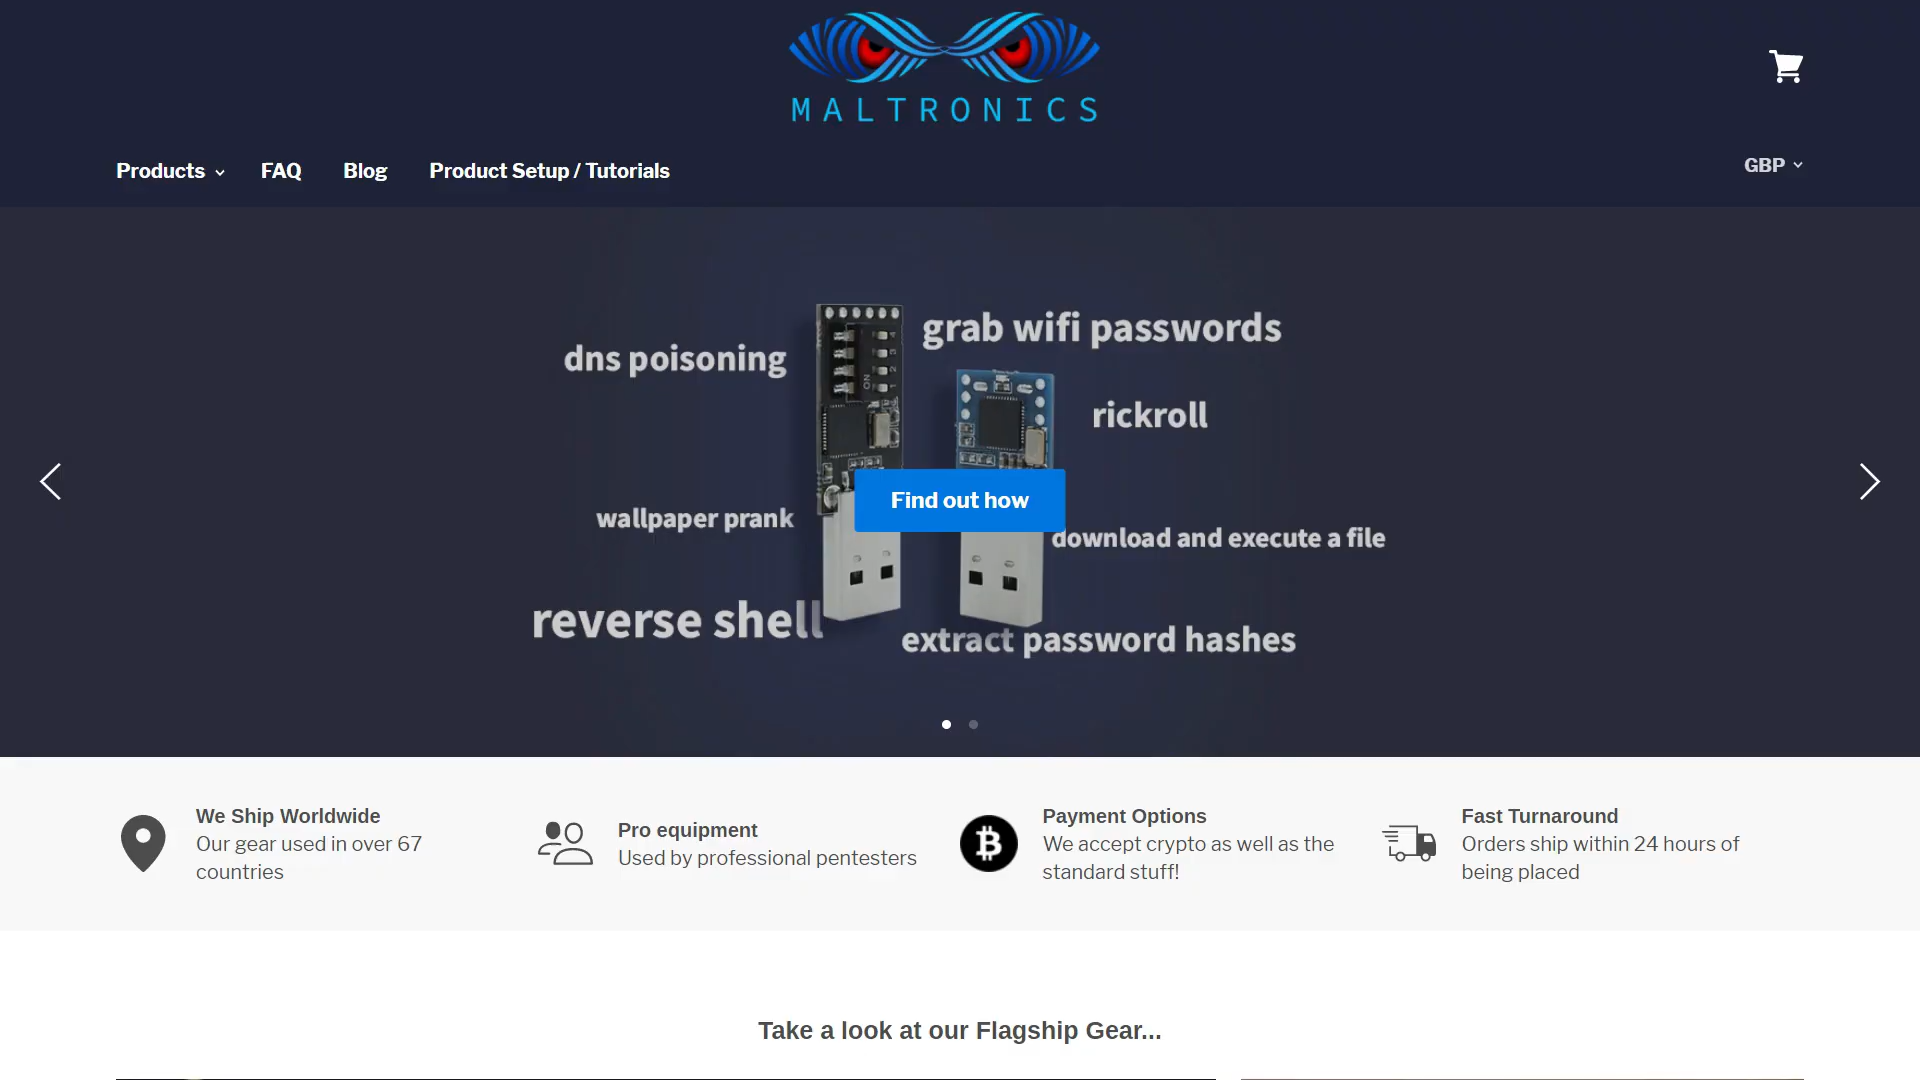 MALTRONICS
Products
FAQ
Blog
Product Setup / Tutorials
GBP
grab wifi passwords
dns poisoning
rickroll
Find out how
wallpaper prank
download and execute a file
reverse shell
extract password hashes
We Ship Worldwide
Our gear used in over 67
countries
Pro equipment
Used by professional pentesters
Payment Options
We accept crypto as well as the
standard stuff!
Fast Turnaround
Orders ship within 24 hours of
being placed
Take a look at our Flagship Gear...